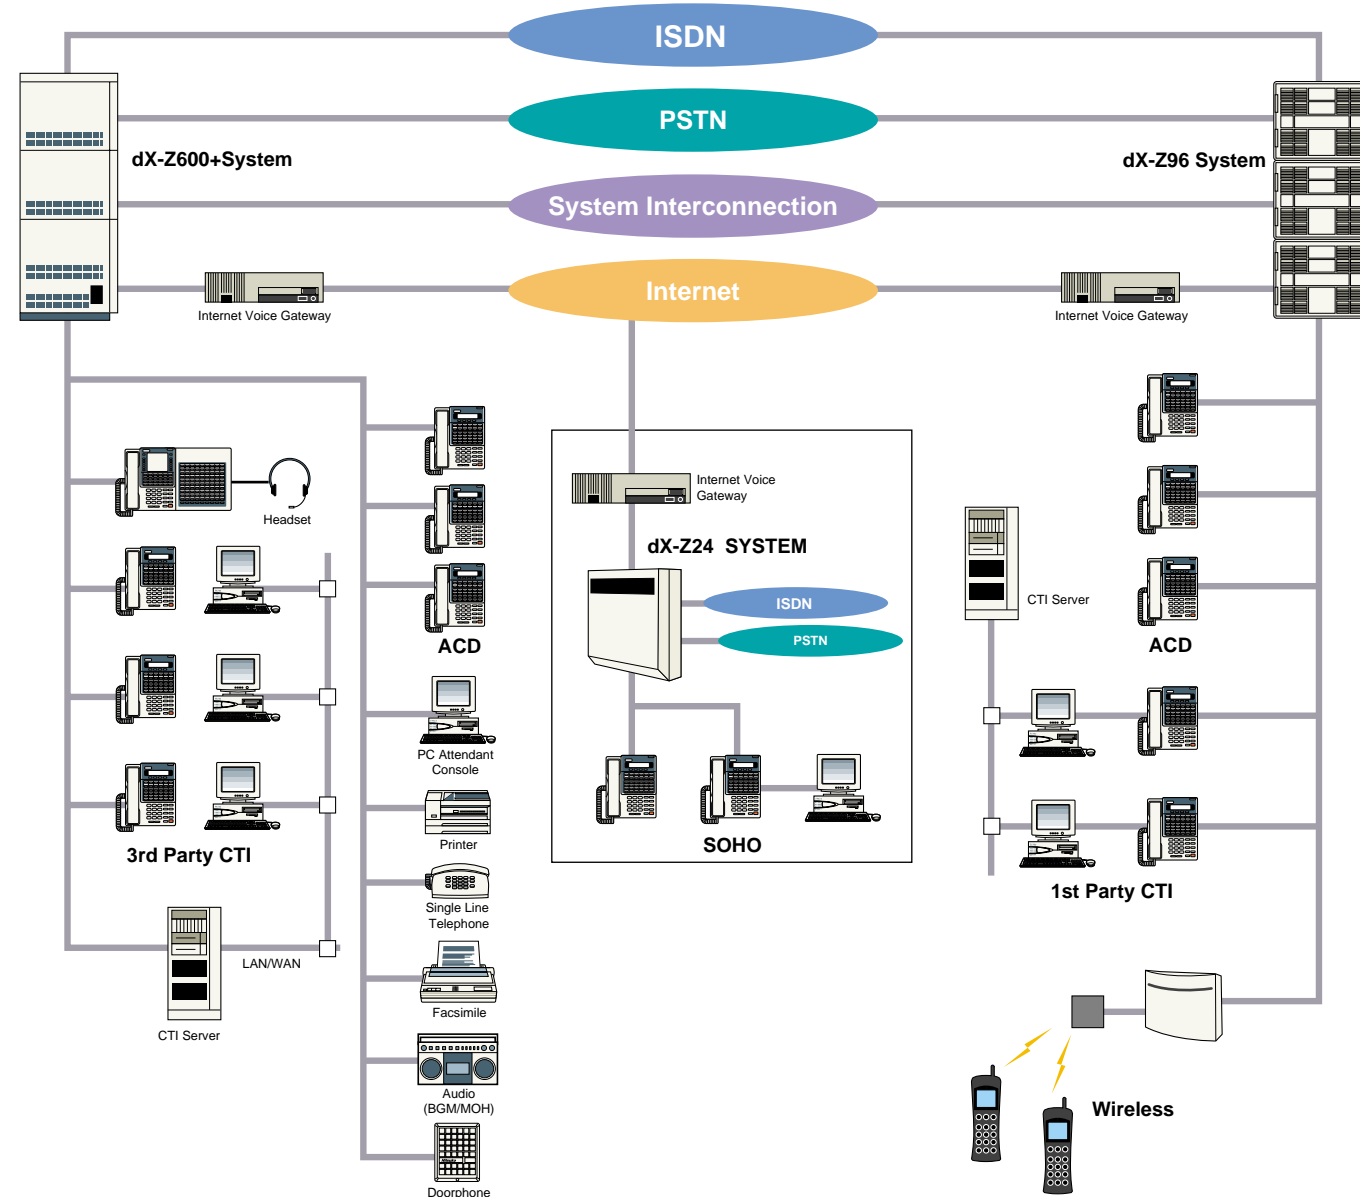 ISDN
PSTN
dX-Z600+System
dX-Z96 System
System Interconnection
Internet
Internet Voice Gateway
Internet Voice Gateway
Headset
ACD
PC Attendant
Console
Printer
3rd Party CTI
Single Line
Telephone
LAN/WAN
CTI Server
Facsimile
Audio
(BGM/MOH)
Doorphone
Internet Voice
Gateway
dX-Z24 SYSTEM
ISDN
PSTN
SOHO
CTI Server
ACD
1st Party CTI
Wireless